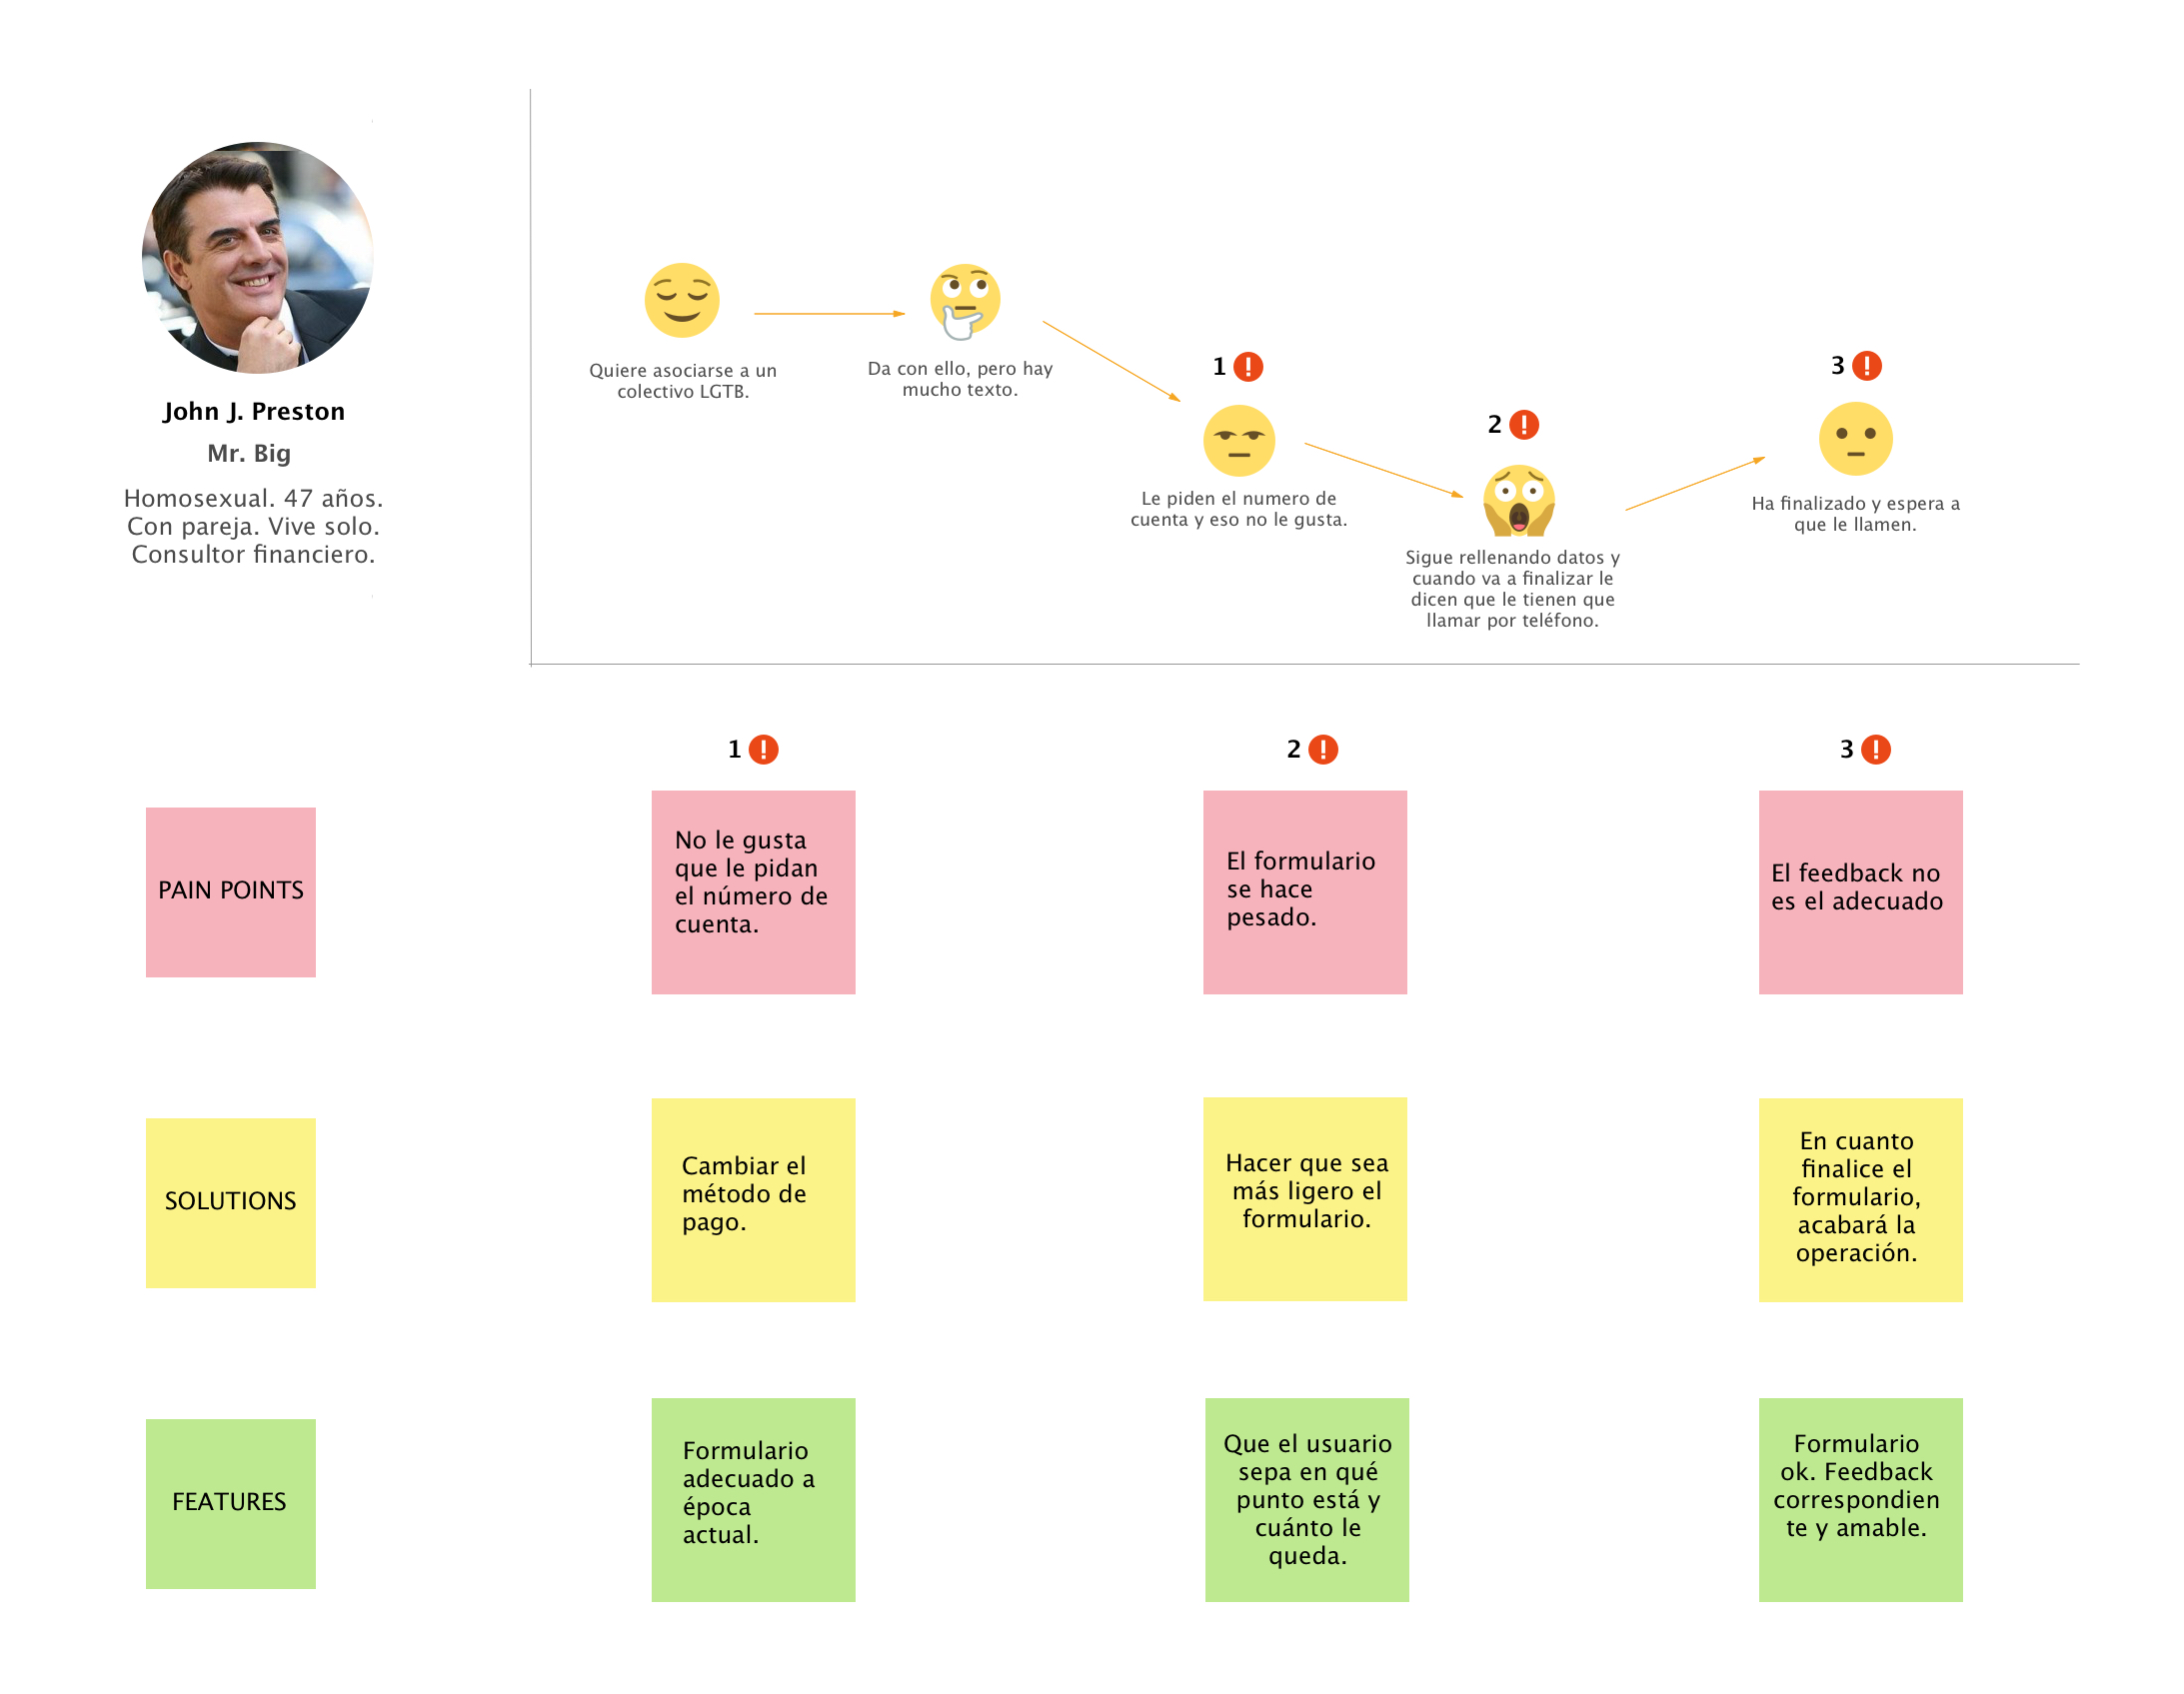 John J. Preston
Mr. Big
Homosexual. 47 años.
Con pareja. Vive solo.
Consultor financiero.
Quiere asociarse a un
colectivo LGTB.
Da con ello, pero hay
mucho texto.
1
Le piden el numero de
cuenta y eso no le gusta.
2
Sigue rellenando datos y
cuando va a finalizar le
dicen que le tienen que
llamar por teléfono.
3
Ha finalizado y espera a
que le llamen.
1
2
3
PAIN POINTS
No le gusta
que le pidan
el número de
cuenta.
El formulario
se hace
pesado.
El feedback no
es el adecuado
SOLUTIONS
Cambiar el
método de
pago.
Hacer que sea
más ligero el
formulario.
En cuanto
finalice el
formulario,
acabará la
operación.
FEATURES
Formulario
adecuado a
época
actual.
Que el usuario
sepa en qué
punto está y
cuánto le
queda.
Formulario
ok. Feedback
correspondien
te y amable.